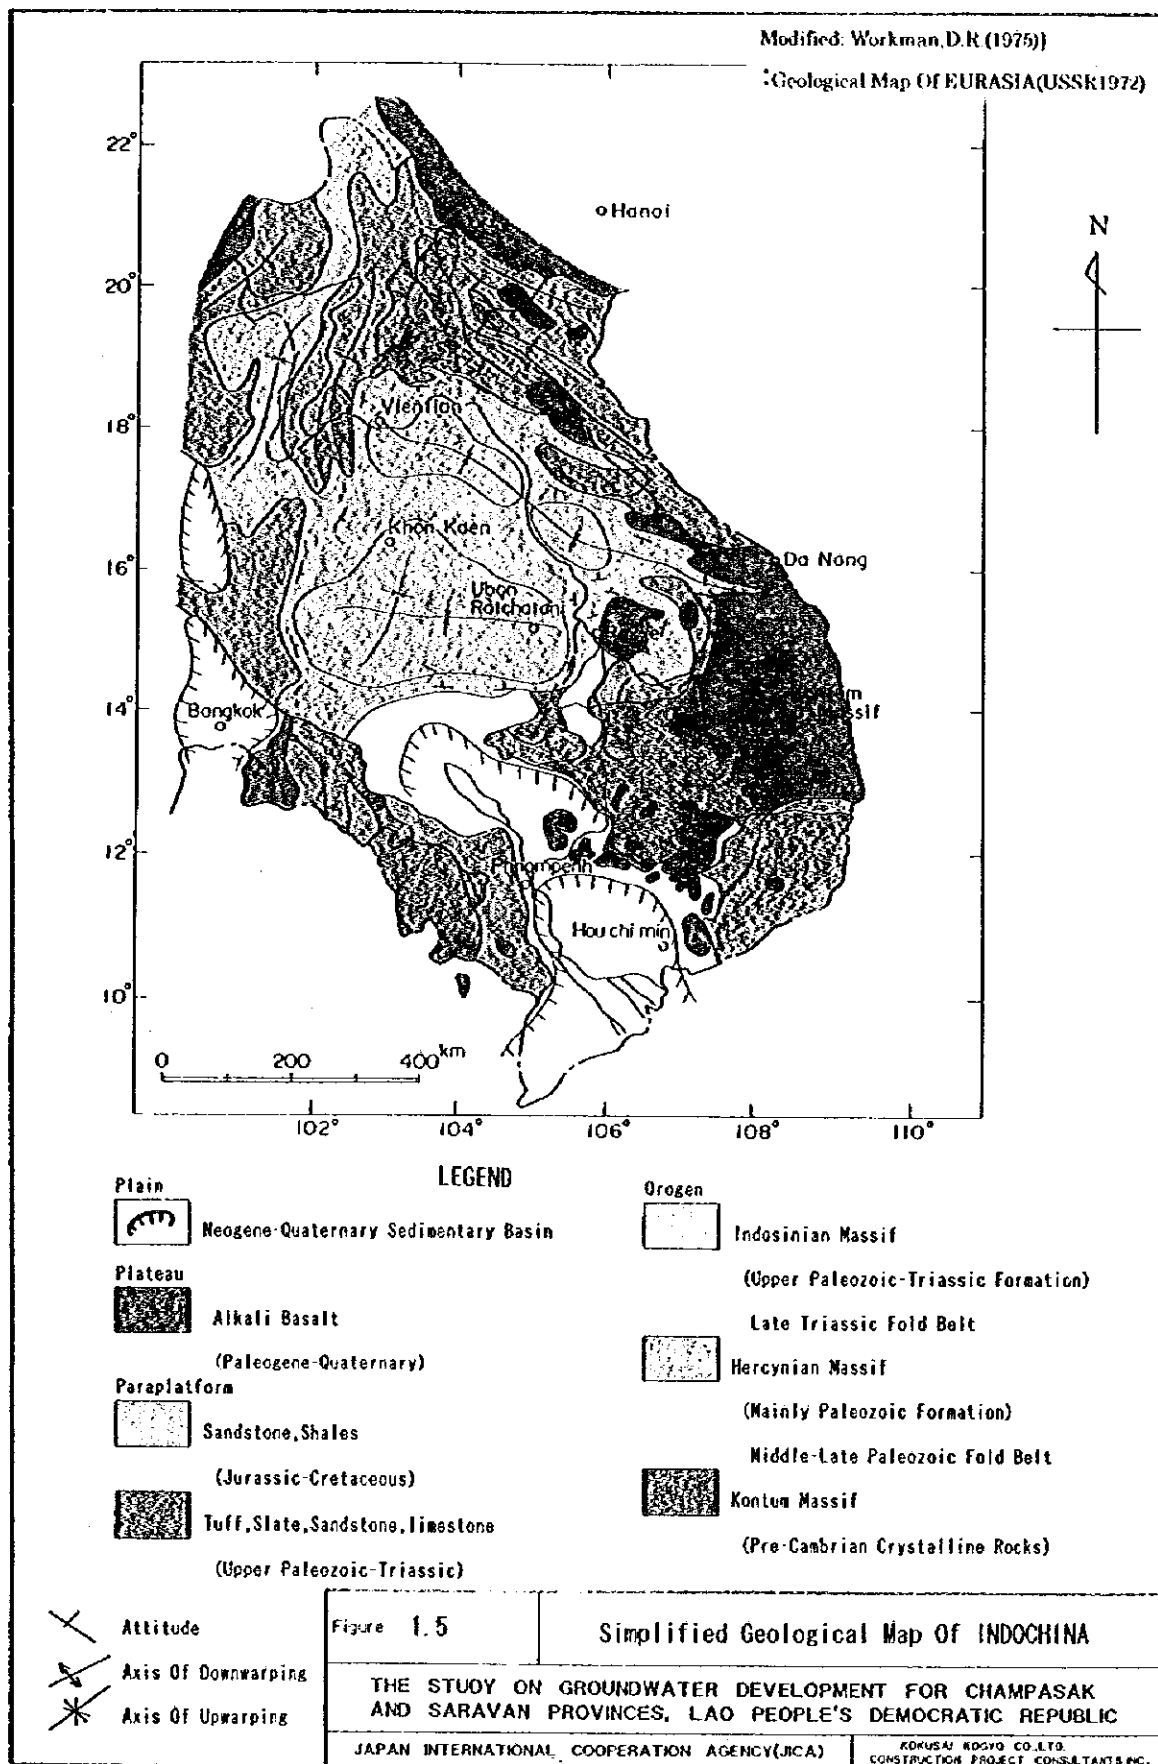 Modified: Workman,D.R.(1975)}
:Geological Map Of EURASIA(USSR1972)
22°
20°
18°
16°
14°
12°
10°
Hanoi
N
Vientian
Khon Kaen
Da Nang
Ubon
Ratchatani
Massif
Bangkok
Phnompenh
Hou chi min
0 200 400 km
102° 104° 106° 108° 110°
LEGEND
Plain
Neogene-Quaternary Sedimentary Basin
Plateau
Alkali Basalt
(Paleogene-Quaternary)
Paraplatform
Sandstone,Shales
(Jurassic-Cretaceous)
Tuff,Slate,Sandstone,limestone
(Upper Paleozoic-Triassic)
Orogen
Indosinian Massif
(Upper Paleozoic-Triassic Formation)
Late Triassic Fold Belt
Hercynian Massif
(Mainly Paleozoic Formation)
Middle-Late Paleozoic Fold Belt
Kontum Massif
(Pre-Cambrian Crystalline Rocks)
Attitude
Axis Of Downwarping
Axis Of Upwarping
Figure 1.5
Simplified Geological Map Of INDOCHINA
THE STUDY ON GROUNDWATER DEVELOPMENT FOR CHAMPASAK
AND SARAVAN PROVINCES, LAO PEOPLE'S DEMOCRATIC REPUBLIC
JAPAN INTERNATIONAL COOPERATION AGENCY(JICA)
KOKUSAI KOGYO CO.,LTD.
CONSTRUCTION PROJECT CONSULTANTS INC.